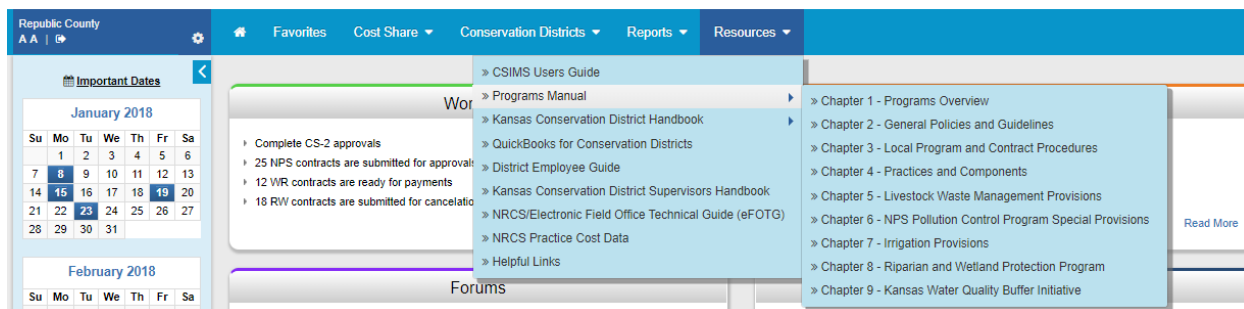 Republic County
A A |
Favorites
Cost Share
Conservation Districts
Reports
Resources
Important Dates
January 2018
Su Mo Tu We Th Fr Sa
1 2 3 4 5 6
7 8 9 10 11 12 13
14 15 16 17 18 19 20
21 22 23 24 25 26 27
28 29 30 31
February 2018
Su Mo Tu We Th Fr Sa
Complete CS-2 approvals
25 NPS contracts are submitted for approvals
12 WR contracts are ready for payments
18 RW contracts are submitted for
Forums
» CSIMS Users Guide
» Programs Manual
» Kansas Conservation District Handbook
» QuickBooks for Conservation Districts
» District Employee Guide
» Kansas Conservation District Supervisors Handbook
» NRCS/Electronic Field Office Technical Guide (eFOTG)
» NRCS Practice Cost Data
» Helpful Links
» Chapter 1 - Programs Overview
» Chapter 2 - General Policies and Guidelines
» Chapter 3 - Local Program and Contract Procedures
» Chapter 4 - Practices and Components
» Chapter 5 - Livestock Waste Management Provisions
» Chapter 6 - NPS Pollution Control Program Special Provisions
» Chapter 7 - Irrigation Provisions
» Chapter 8 - Riparian and Wetland Protection Program
» Chapter 9 - Kansas Water Quality Buffer Initiative
Read More